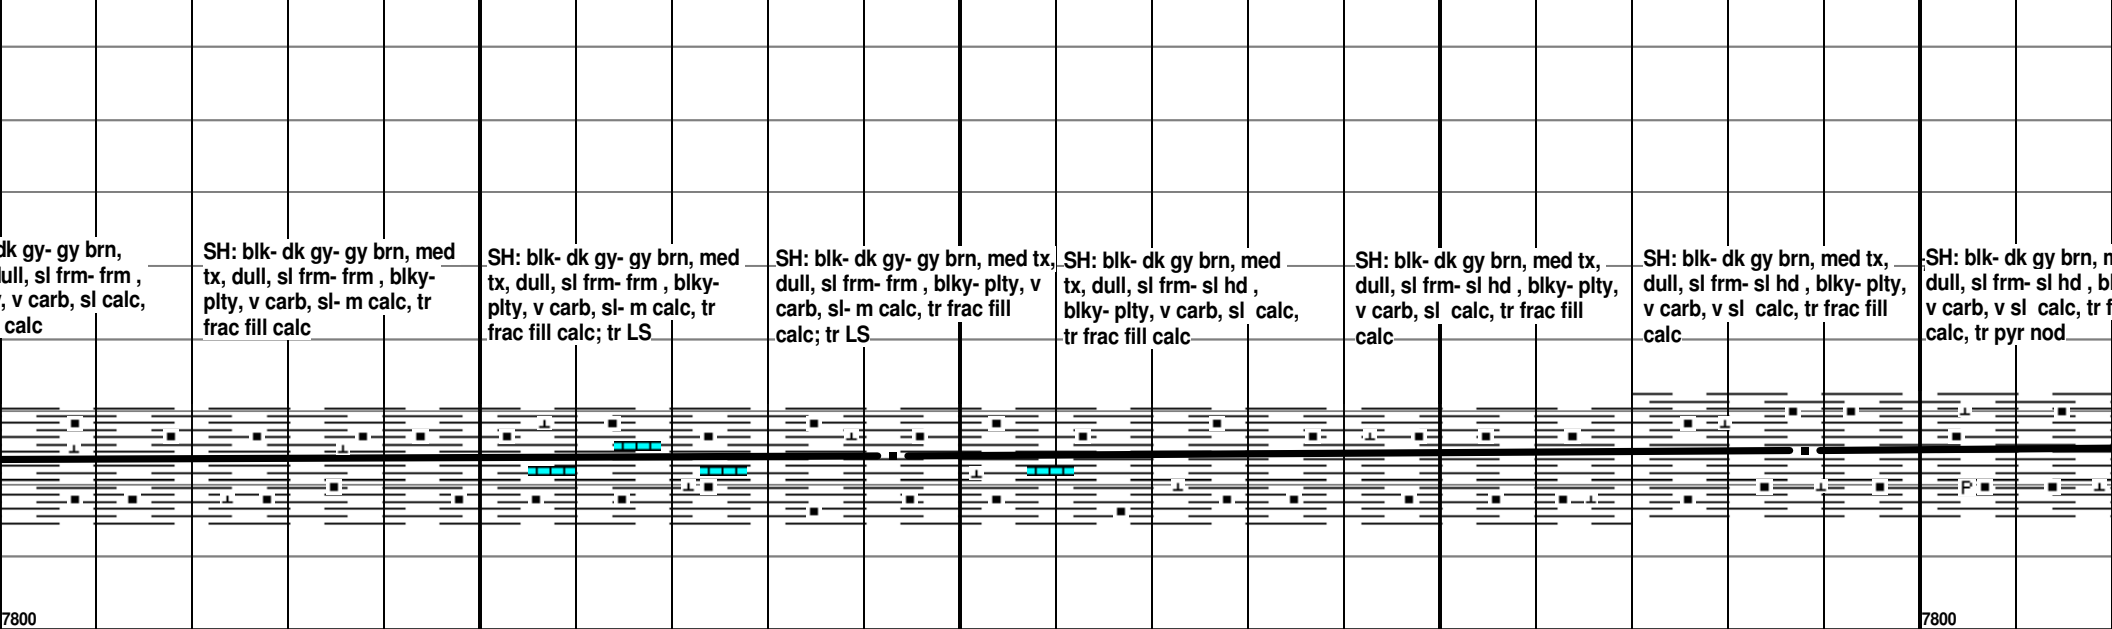 dk gy- gy brn,
sl frm- frm ,
v carb, sl calc,
calc
SH: blk- dk gy- gy brn, med
tx, dull, sl frm- frm , blky-
plty, v carb, sl- m calc, tr
frac fill calc
SH: blk- dk gy- gy brn, med
tx, dull, sl frm- frm , blky-
plty, v carb, sl- m calc, tr
frac fill calc; tr LS
SH: blk- dk gy- gy brn, med tx,
dull, sl frm- frm , blky- plty, v
carb, sl- m calc, tr frac fill
calc; tr LS
SH: blk- dk gy brn, med
tx, dull, sl frm- sl hd ,
blky- plty, v carb, sl  calc,
tr frac fill calc
SH: blk- dk gy brn, med tx,
dull, sl frm- sl hd , blky- plty,
v carb, sl  calc, tr frac fill
calc
SH: blk- dk gy brn, med tx,
dull, sl frm- sl hd , blky- plty,
v carb, v sl  calc, tr frac fill
calc
SH: blk- dk gy brn,
dull, sl frm- sl hd ,
v carb, v sl  calc, tr
calc, tr pyr nod
P
7800
7800